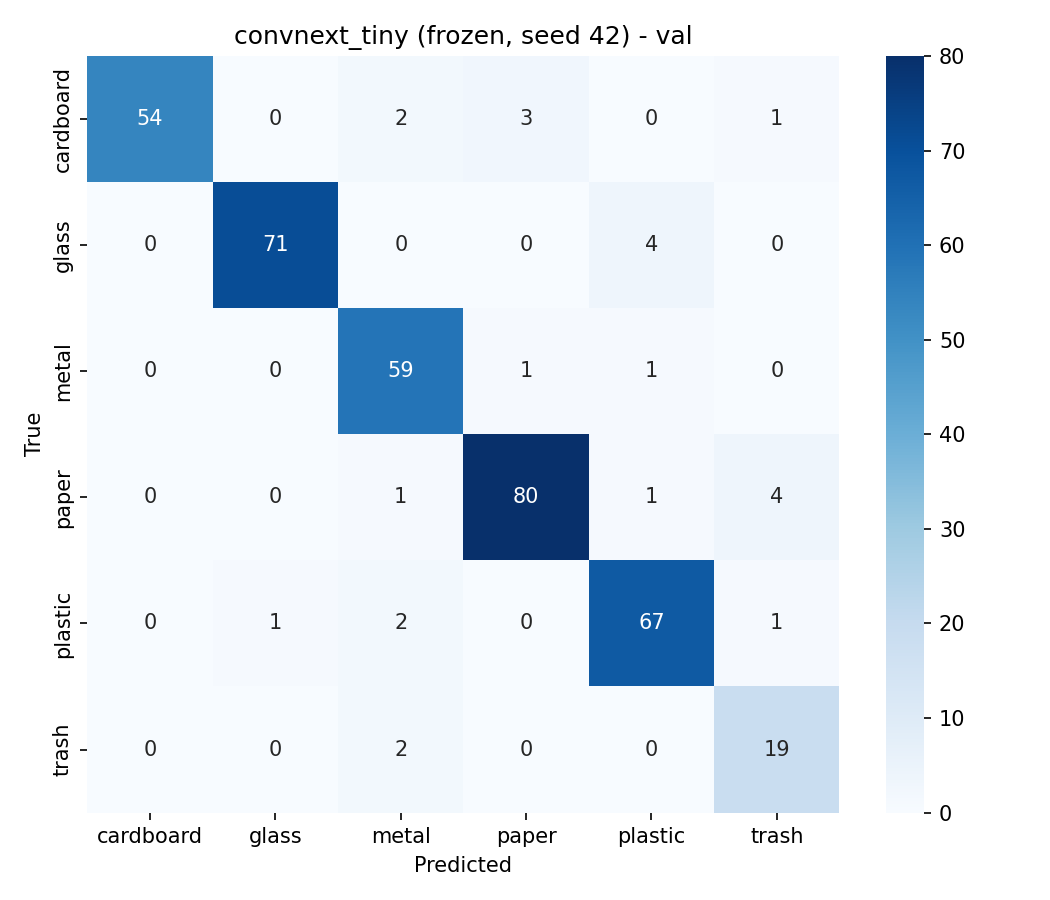 convnext_tiny (frozen, seed 42) - val
cardboard 54 0 2 3 0 1
glass 0 71 0 0 4 0
metal 0 0 59 1 1 0
paper 0 0 1 80 1 4
plastic 0 1 2 0 67 1
trash 0 0 2 0 0 19
True
cardboard glass metal paper plastic trash
Predicted
80
70
60
50
40
30
20
10
0